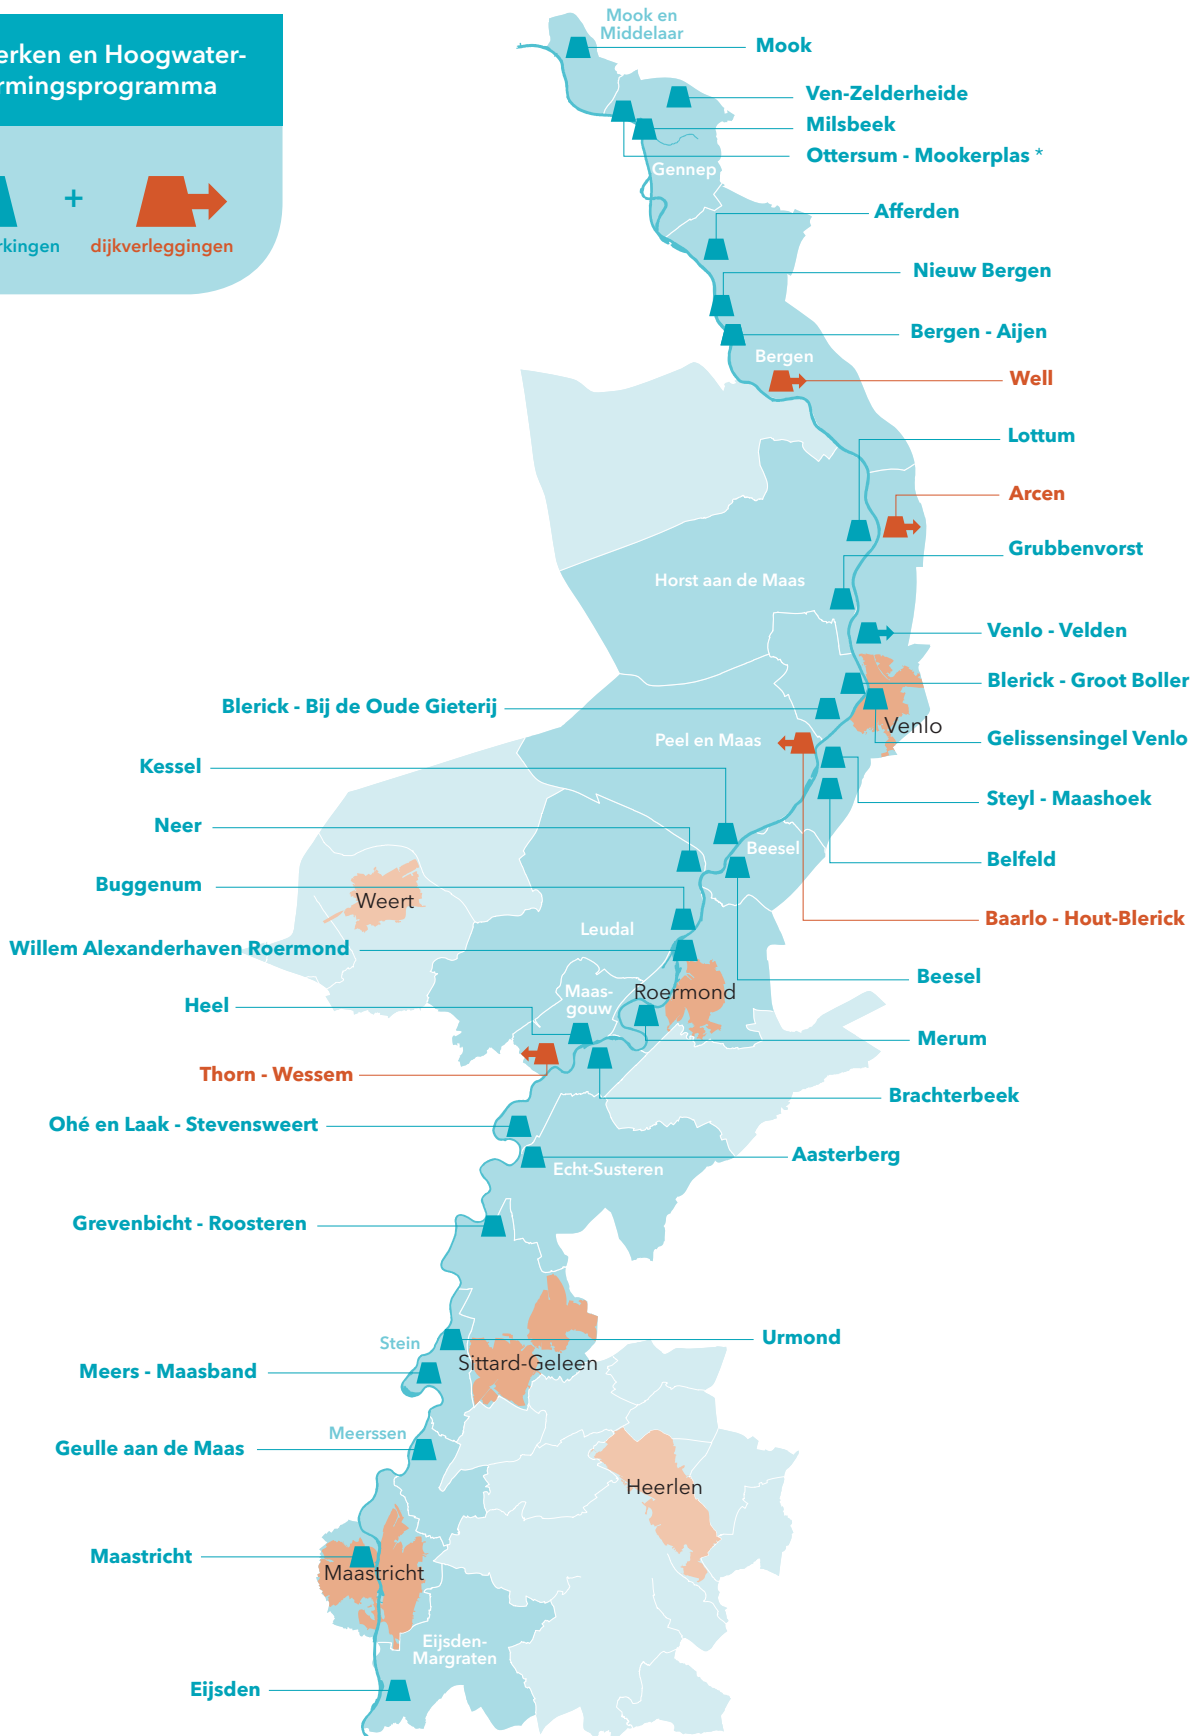 erken en Hoogwater-
rmingsprogramma
+
rkingen
dijkverleggingen
Mook en
Middelaar
Mook
Ven-Zelderheide
Milsbeek
Ottersum - Mookerplas *
Gennep
Afferden
Nieuw Bergen
Bergen - Aijen
Bergen
Well
Lottum
Arcen
Grubbenvorst
Horst aan de Maas
Venlo - Velden
Blerick - Groot Boller
Blerick - Bij de Oude Gieterij
Venlo
Peel en Maas
Gelissensingel Venlo
Kessel
Steyl - Maashoek
Neer
Beesel
Belfeld
Buggenum
Weert
Baarlo - Hout-Blerick
Leudal
Willem Alexanderhaven Roermond
Beesel
Roermond
Maas-
gouw
Heel
Merum
Thorn - Wessem
Brachterbeek
Ohé en Laak - Stevensweert
Aasterberg
Echt-Susteren
Grevenbicht - Roosteren
Urmond
Stein
Sittard-Geleen
Meers - Maasband
Meerssen
Geulle aan de Maas
Heerlen
Maastricht
Maastricht
Eijsden-
Margraten
Eijsden